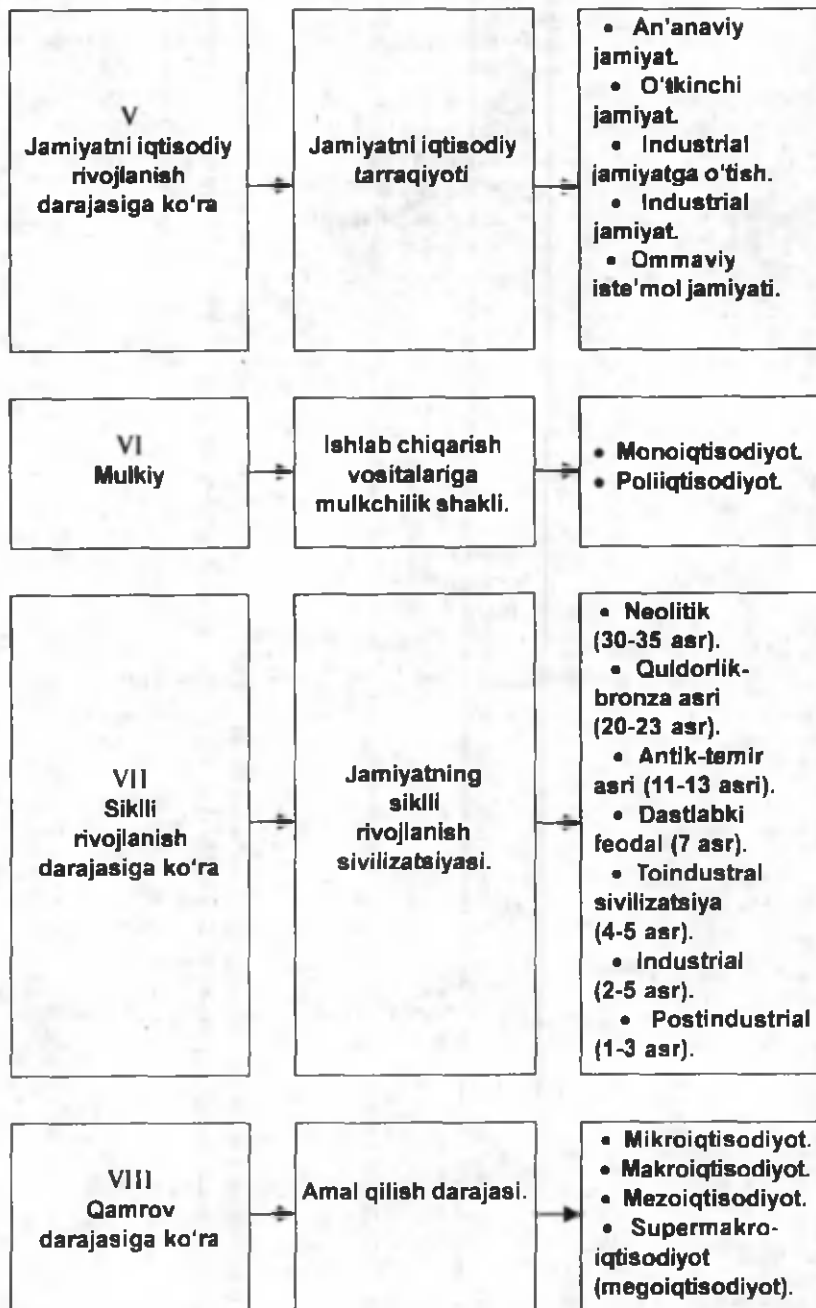 V
Jamiyatni iqtisodiy
rivojlanish
darajasiga ko‘ra
Jamiyatni iqtisodiy
tarraqiyoti
• An’anaviy
jamiyat.
• O‘tkinchi
jamiyat.
• Industrial
jamiyatga o‘tish.
• Industrial
jamiyat.
• Ommaviy
iste’mol jamiyati.
VI
Mulkiy
Ishlab chiqarish
vositalariga
mulkchilik shakli.
• Monoiqtisodiyot.
• Poliiqtisodiyot.
VII
Siklli
rivojlanish
darajasiga ko‘ra
Jamiyatning
siklli
rivojlanish
sivilizatsiyasi.
• Neolitik
(30-35 asr).
• Quldorlik-
bronza asri
(20-23 asr).
• Antik-temir
asri (11-13 asri).
• Dastlabki
feodal (7 asr).
• Toindustral
sivilizatsiya
(4-5 asr).
• Industrial
(2-5 asr).
• Postindustrial
(1-3 asr).
VIII
Qamrov
darajasiga ko‘ra
Amal qilish darajasi.
• Mikroiqtisodiyot.
• Makroiqtisodiyot.
• Mezoiqtisodiyot.
• Supermakro-
iqtisodiyot
(megoiqtisodiyot).